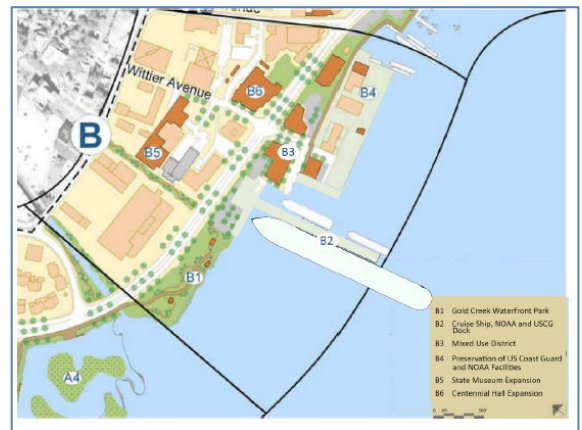 Wittier Avenue
B6
B4
B
B5
B3
B2
B1
A4
B1 Gold Creek Waterfront Park
B2 Cruise Ship, NOAA and USCG
Dock
B3 Mixed Use District
B4 Preservation of US Coast Guard
and NOAA Facilities
B5 State Museum Expansion
B6 Centennial Hall Expansion